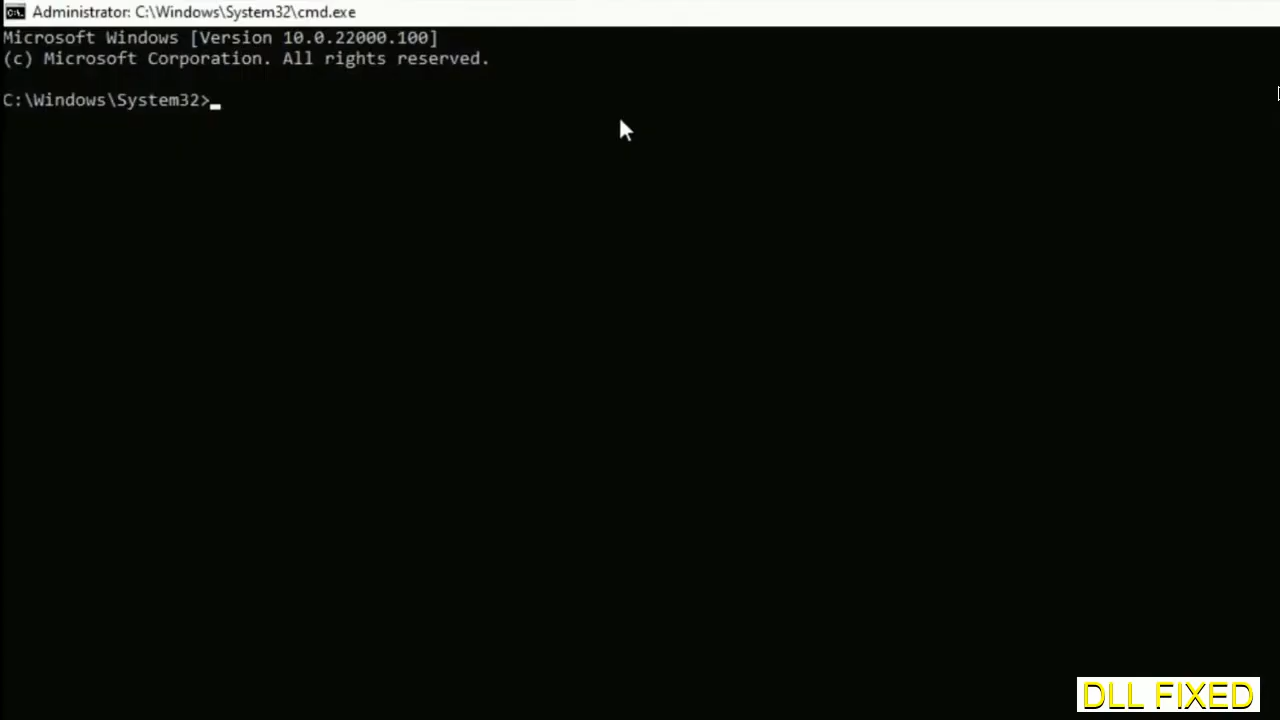 Administrator: C:\Windows\System32\cmd.exe
Microsoft Windows [Version 10.0.22000.100]
(c) Microsoft Corporation. All rights reserved.
C:\Windows\System32>
DLL FIXED